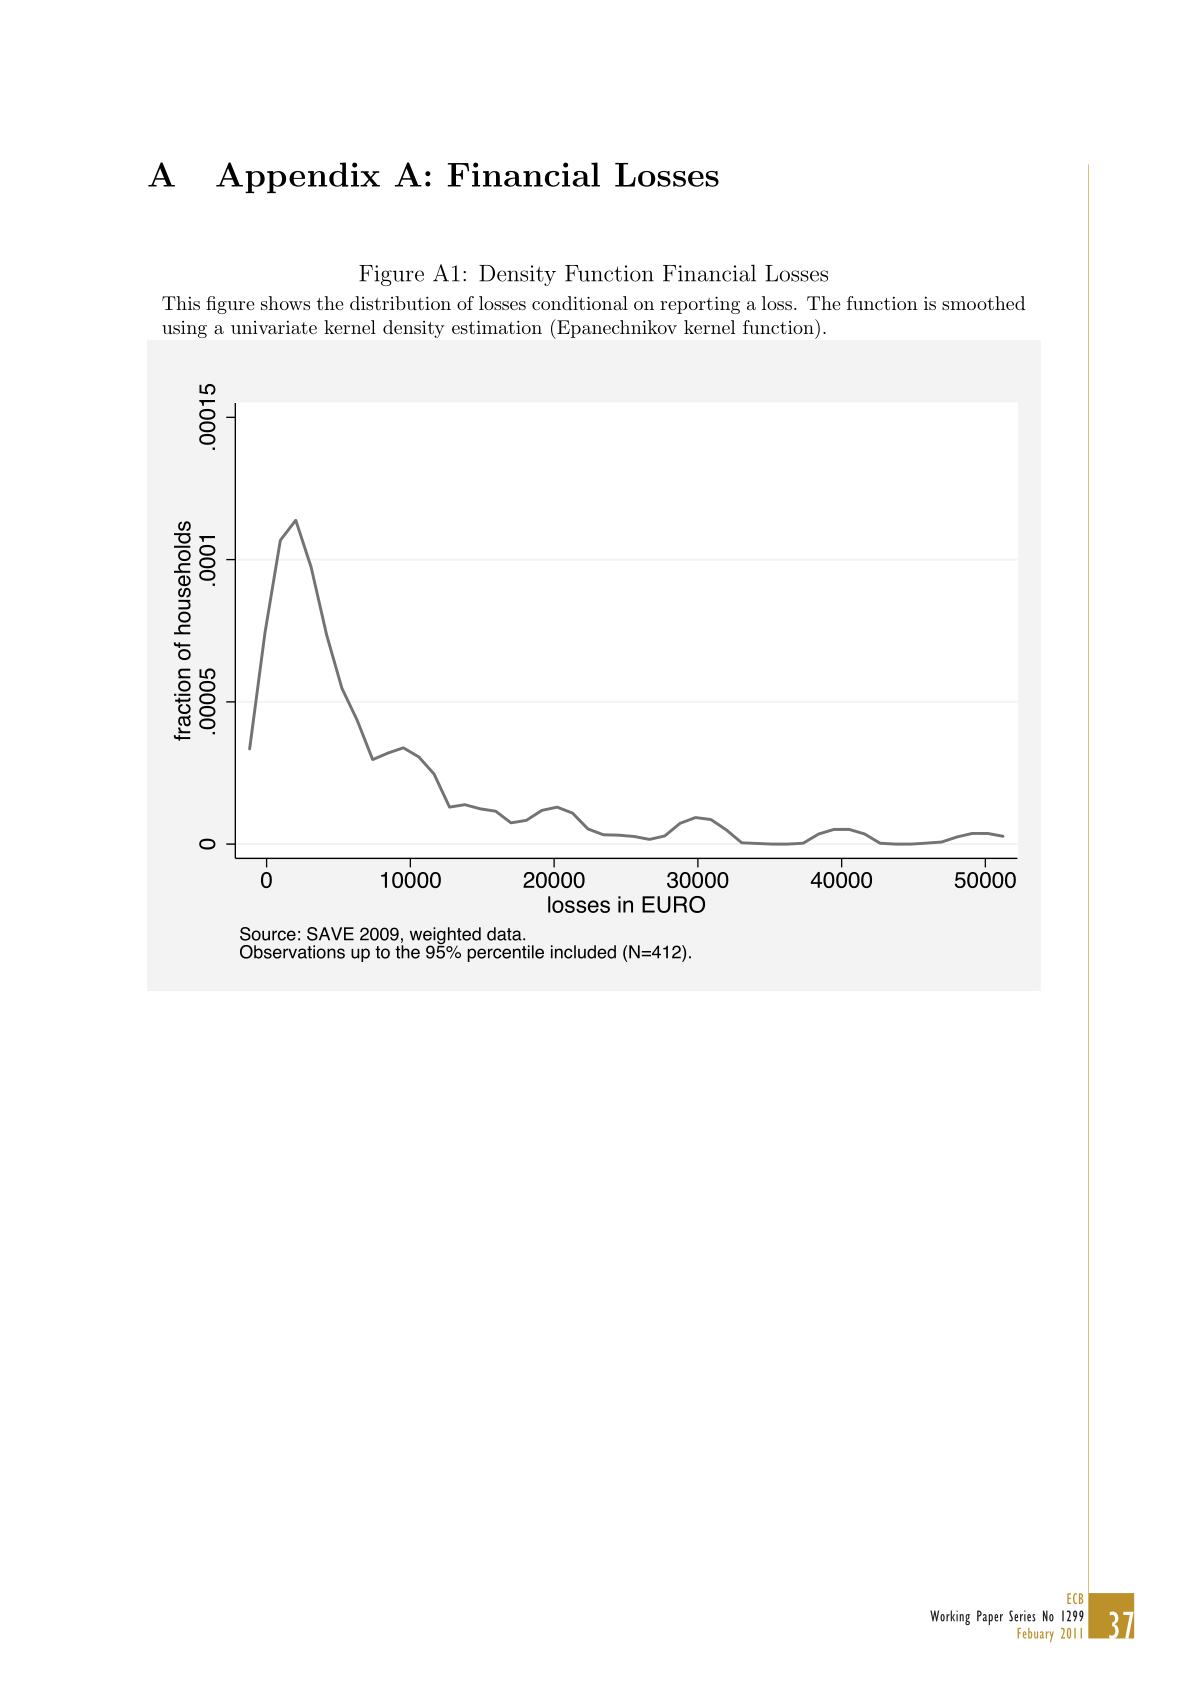 A Appendix A: Financial Losses
Figure A1: Density Function Financial Losses
This figure shows the distribution of losses conditional on reporting a loss. The function is smoothed
using a univariate kernel density estimation (Epanechnikov kernel function).
fraction of households
.00015
.0001
.00005
0
0 10000 20000 30000 40000 50000
losses in EURO
Source: SAVE 2009, weighted data.
Observations up to the 95% percentile included (N=412).
ECB
Working Paper Series No 1299
Febuary 2011
37